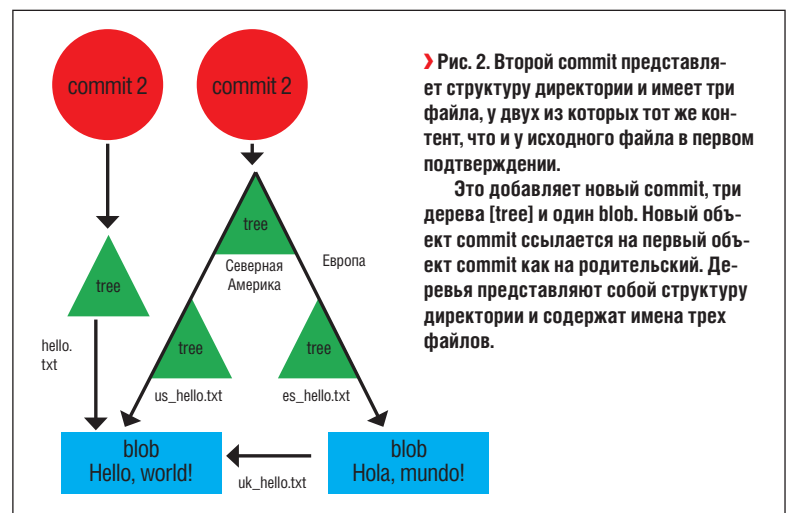 commit 2
commit 2
tree
Северная
Америка
Европа
tree
hello.
txt
tree
tree
us_hello.txt
es_hello.txt
blob
Hello, world!
uk_hello.txt
blob
Hola, mundo!
❯ Рис. 2. Второй commit представля-
ет структуру директории и имеет три
файла, у двух из которых тот же кон-
тент, что и у исходного файла в первом
подтверждении.
Это добавляет новый commit, три
дерева [tree] и один blob. Новый объ-
ект commit ссылается на первый объ-
ект commit как на родительский. Де-
ревья представляют собой структуру
директории и содержат имена трех
файлов.